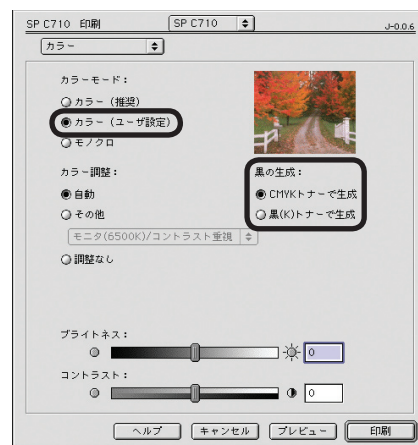 SP C710 印刷 SP C710 J-0.0.6
カラー
カラーモード：
カラー（推奨）
カラー（ユーザ設定）
モノクロ
カラー調整：
自動
その他
モニタ(6500K)/コントラスト重視
調整なし
黒の生成：
CMYKトナーで生成
黒(K)トナーで生成
ブライトネス：
0
コントラスト：
0
ヘルプ キャンセル プレビュー 印刷